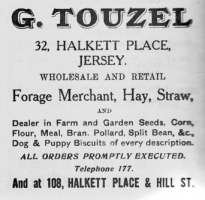 G. TOUZEL
32, HALKETT PLACE,
JERSEY.
WHOLESALE AND RETAIL
Forage Merchant, Hay, Straw,
AND
Dealer in Farm and Garden Seeds, Corn,
Flour, Meal, Bran. Pollard, Split Bean, &c.,
Dog & Puppy Biscuits of every description.
ALL ORDERS PROMPTLY EXECUTED.
Telephone 177.
And at 108, HALKETT PLACE & HILL ST.